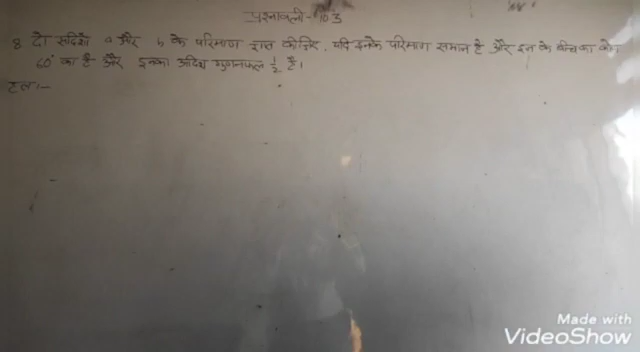 प्रश्नावली-10.3
8 दो सदिशों a और b के परिमाण ज्ञात कीजिए, यदि इनके परिमाण समान है और इन के बीच का को
60° का है और इनका अदिश गुणनफल 1/2 है।
हल:-
Made with
VideoShow